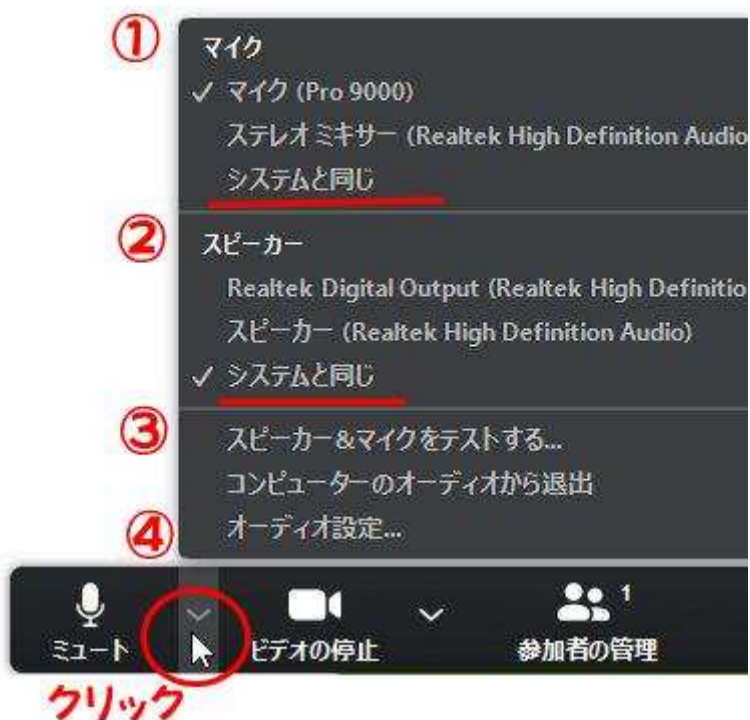 ①
マイク
✓ マイク (Pro 9000)
ステレオ ミキサー (Realtek High Definition Audio
システムと同じ
②
スピーカー
Realtek Digital Output (Realtek High Definitio
スピーカー (Realtek High Definition Audio)
✓ システムと同じ
③
スピーカー&マイクをテストする...
コンピューターのオーディオから退出
④
オーディオ設定...
ミュート
ビデオの停止
1
参加者の管理
クリック